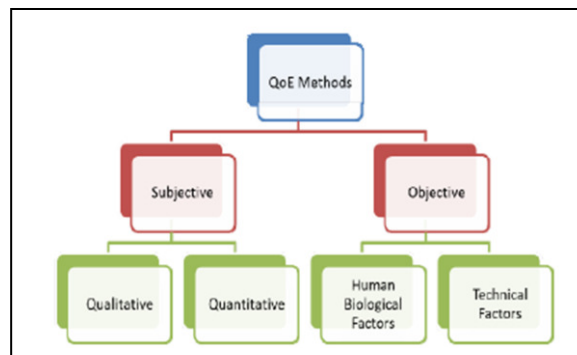 QoE Methods
Subjective
Objective
Qualitative
Quantitative
Human
Biological
Factors
Technical
Factors